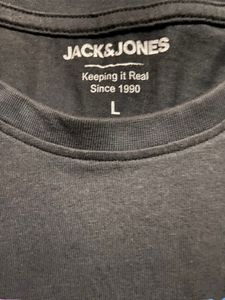 JACK&JONES
Keeping it Real
Since 1990
L